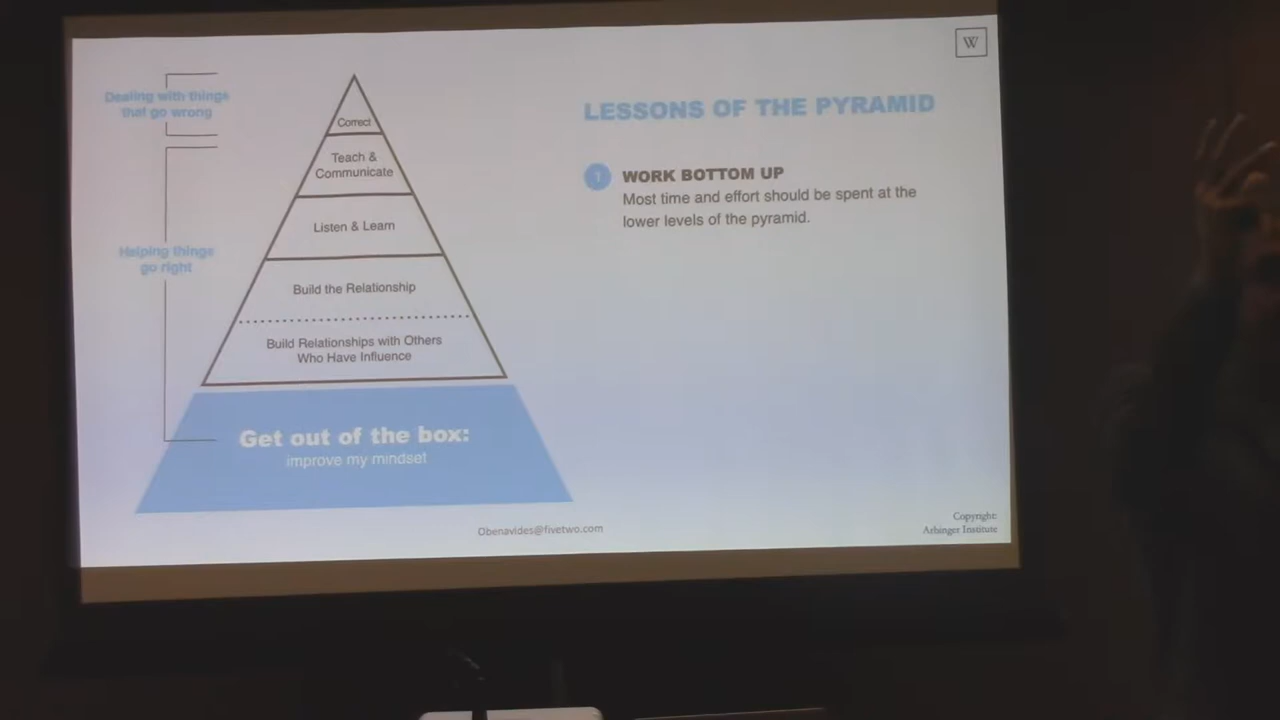 W
Dealing with things
that go wrong
Correct
Teach &
Communicate
Listen & Learn
Helping things
go right
Build the Relationship
Build Relationships with Others
Who Have Influence
Get out of the box:
improve my mindset
LESSONS OF THE PYRAMID
1
WORK BOTTOM UP
Most time and effort should be spent at the
lower levels of the pyramid.
Obenavides@fivetwo.com
Copyright:
Arbinger Institute